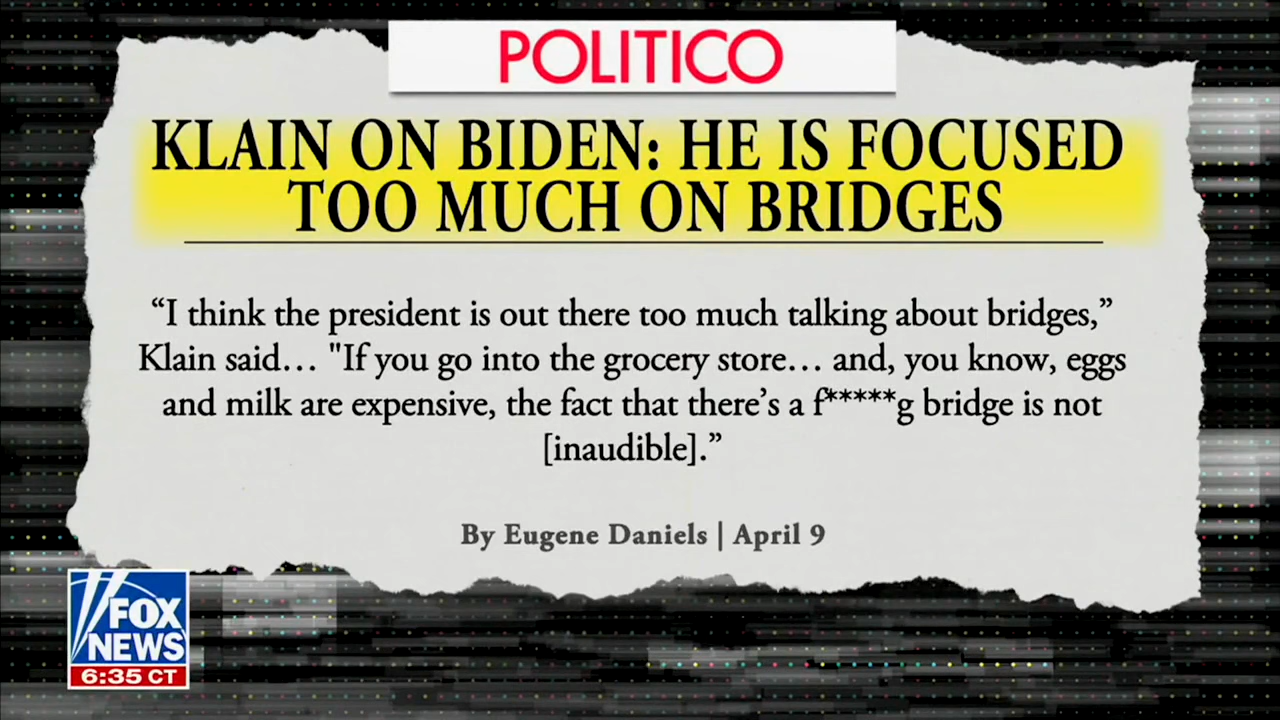 POLITICO
KLAIN ON BIDEN: HE IS FOCUSED
TOO MUCH ON BRIDGES
“I think the president is out there too much talking about bridges,”
Klain said… "If you go into the grocery store… and, you know, eggs
and milk are expensive, the fact that there’s a f*****g bridge is not
[inaudible].”
By Eugene Daniels | April 9
FOX
NEWS
6:35 CT